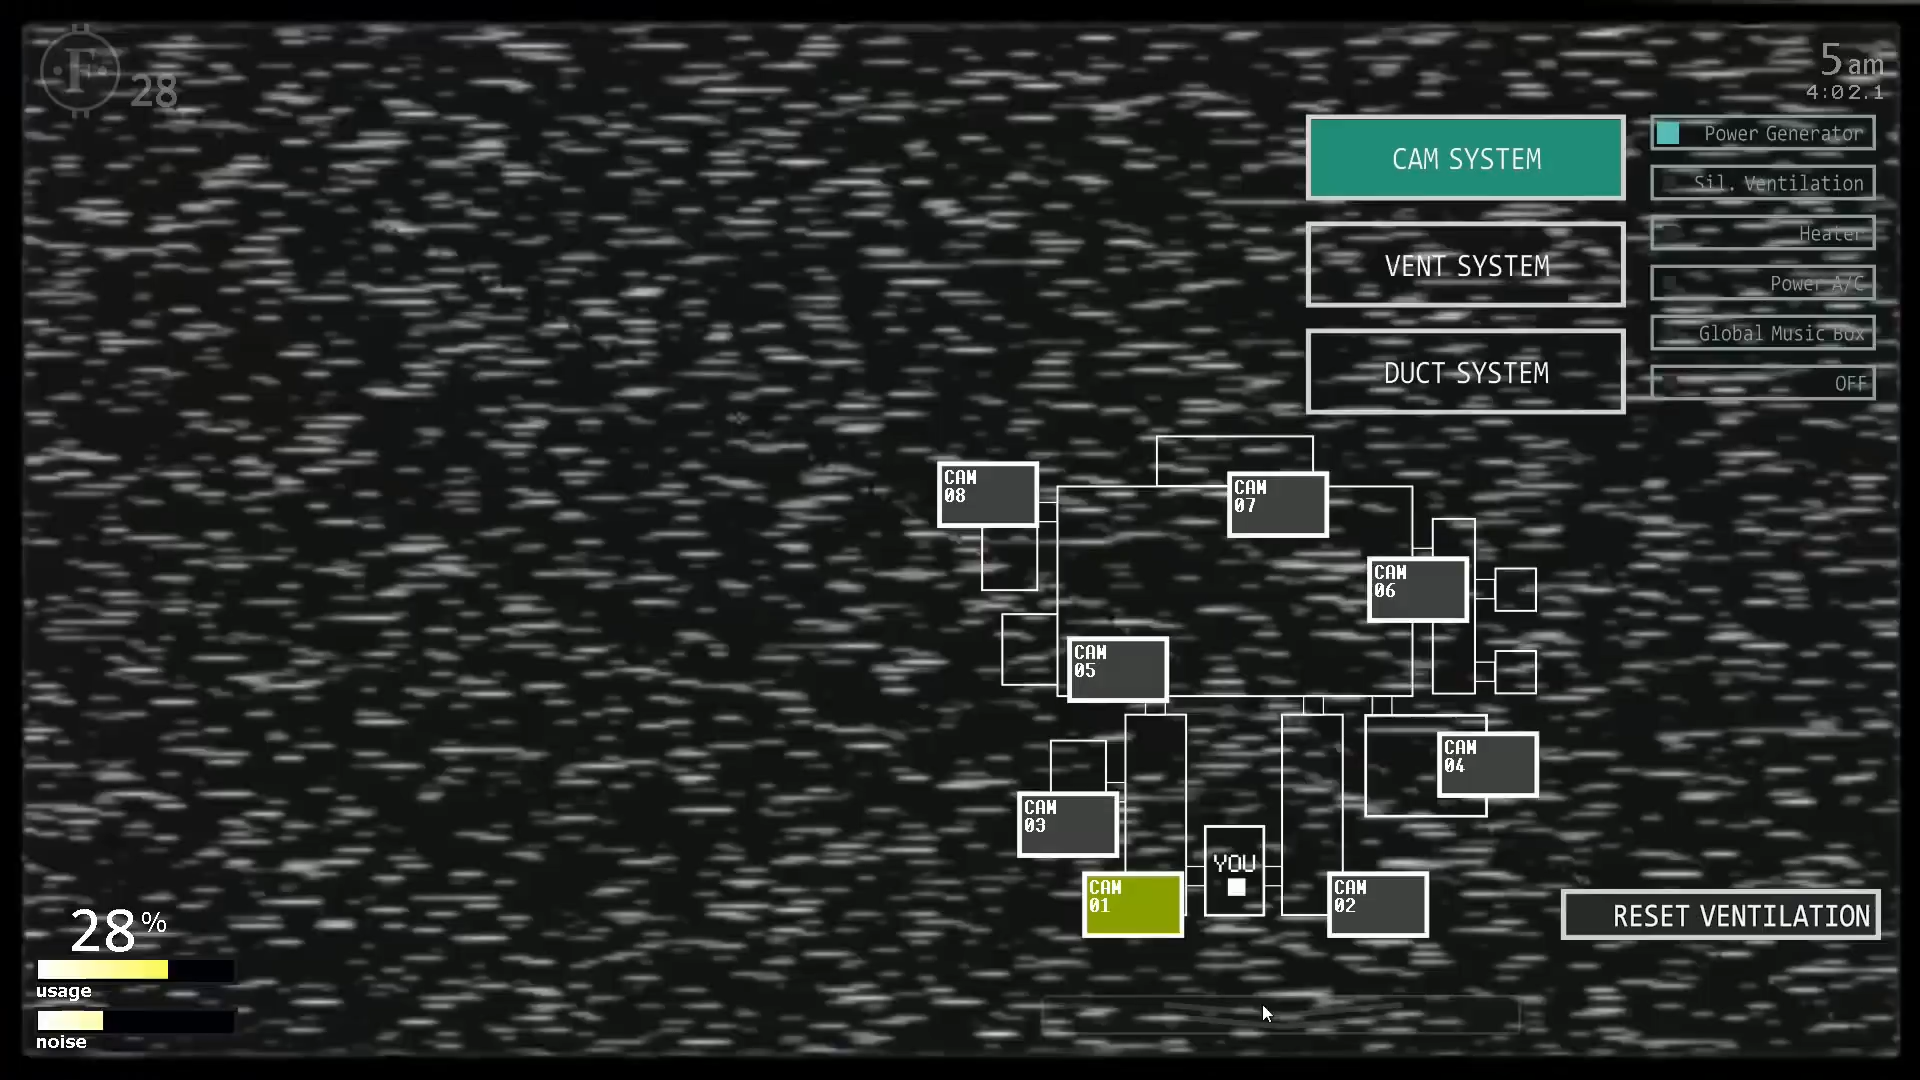 F 28
5 am
4:02.1
CAM SYSTEM
Power Generator
Sil. Ventilation
Heater
VENT SYSTEM
Power A/C
Global Music Box
DUCT SYSTEM
OFF
CAM
08
CAM
07
CAM
06
CAM
05
CAM
04
CAM
03
YOU
CAM
01
CAM
02
RESET VENTILATION
28%
usage
noise